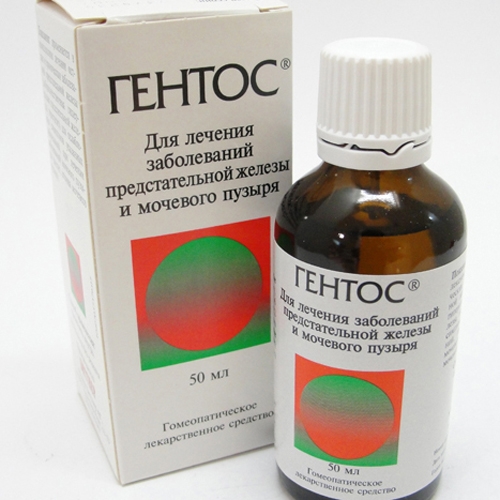 ГЕНТОС®
Для лечения
заболеваний
предстательной железы
и мочевого пузыря
50 мл
Гомеопатическое
лекарственное средство
ГЕНТОС®
Для лечения заболеваний
предстательной железы
и мочевого пузыря
50 мл
Гомеопатическое
лекарственное средство